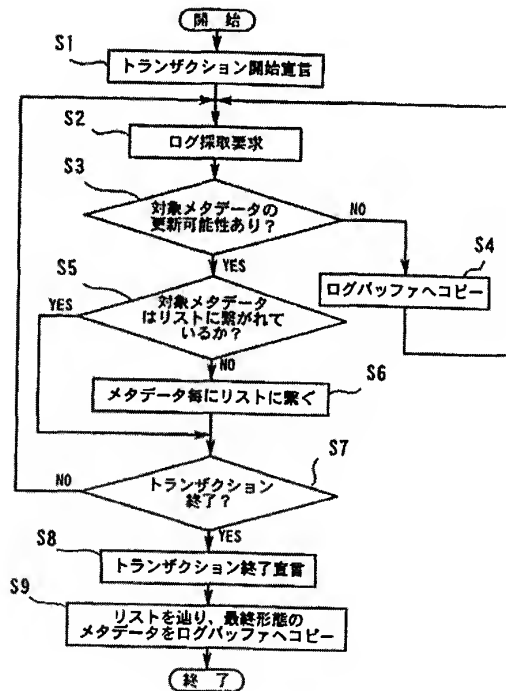 開 始
S1
トランザクション開始宣言
S2
ログ採取要求
S3
対象メタデータの
更新可能性あり?
NO
YES
S4
ログバッファへコピー
S5
対象メタデータ
はリストに繋がれて
いるか?
YES
NO
S6
メタデータ毎にリストに繋ぐ
S7
トランザクション
終了?
NO
YES
S8
トランザクション終了宣言
S9
リストを辿り、最終形態の
メタデータをログバッファへコピー
終 了